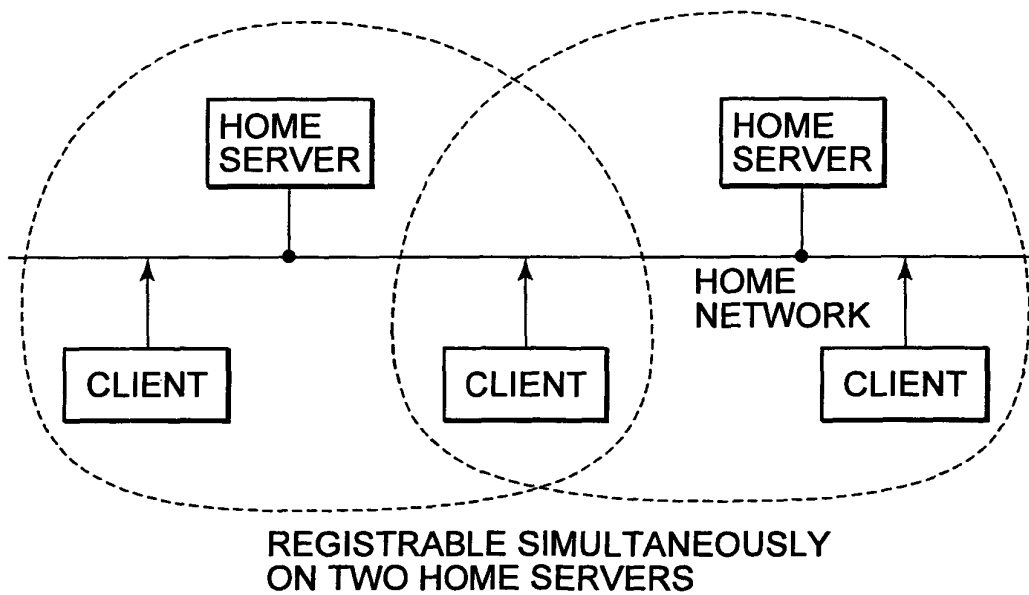 HOME
SERVER
HOME
SERVER
HOME
NETWORK
CLIENT
CLIENT
CLIENT
REGISTRABLE SIMULTANEOUSLY
ON TWO HOME SERVERS